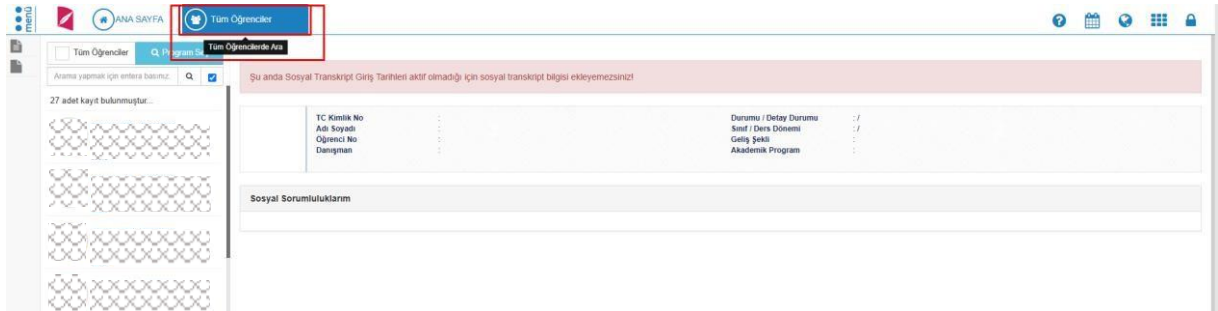 menü
ANA SAYFA
Tüm Öğrenciler
Tüm Öğrencilerde Ara
Tüm Öğrenciler
Program Seç
Arama yapmak için entera basınız.
27 adet kayıt bulunmuştur...
Şu anda Sosyal Transkript Giriş Tarihleri aktif olmadığı için sosyal transkript bilgisi ekleyemezsiniz!
TC Kimlik No :
Adı Soyadı :
Öğrenci No :
Danışman :
Durumu / Detay Durumu : /
Sınıf / Ders Dönemi : /
Geliş Şekli :
Akademik Program :
Sosyal Sorumluluklarım